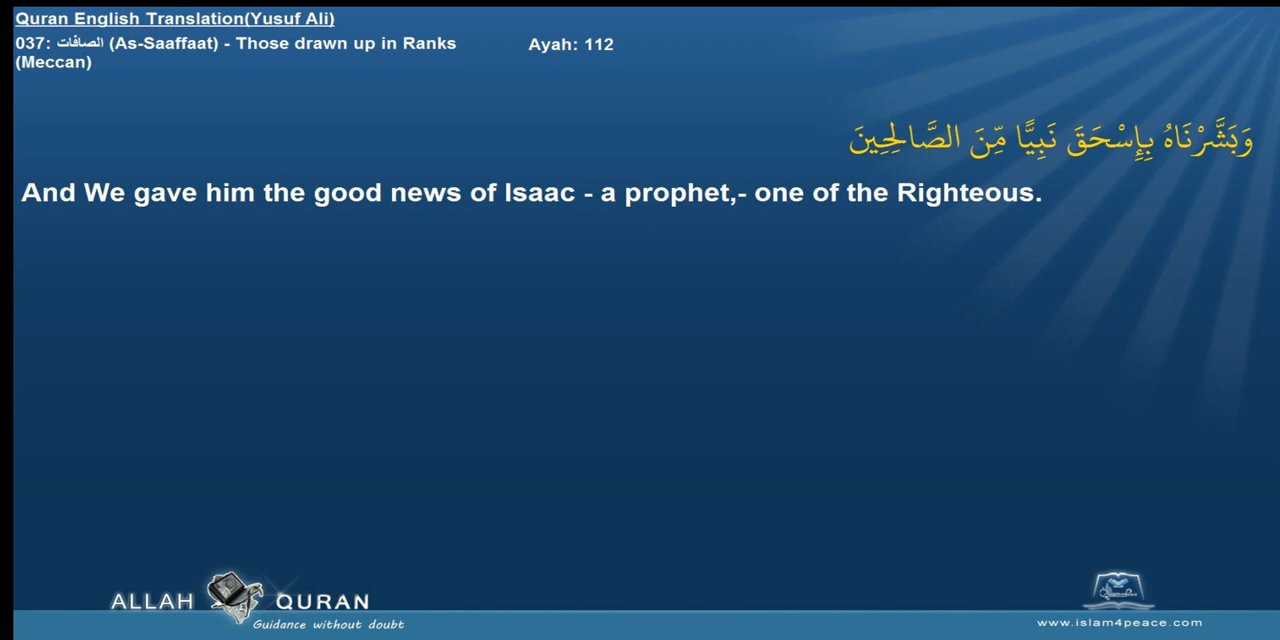 Quran English Translation(Yusuf Ali)
037: الصافات (As-Saaffaat) - Those drawn up in Ranks Ayah: 112
(Meccan)
وَبَشَّرْنَاهُ بِإِسْحَقَ نَبِيًّا مِّنَ الصَّالِحِينَ
And We gave him the good news of Isaac - a prophet,- one of the Righteous.
ALLAH QURAN
Guidance without doubt
www.islam4peace.com